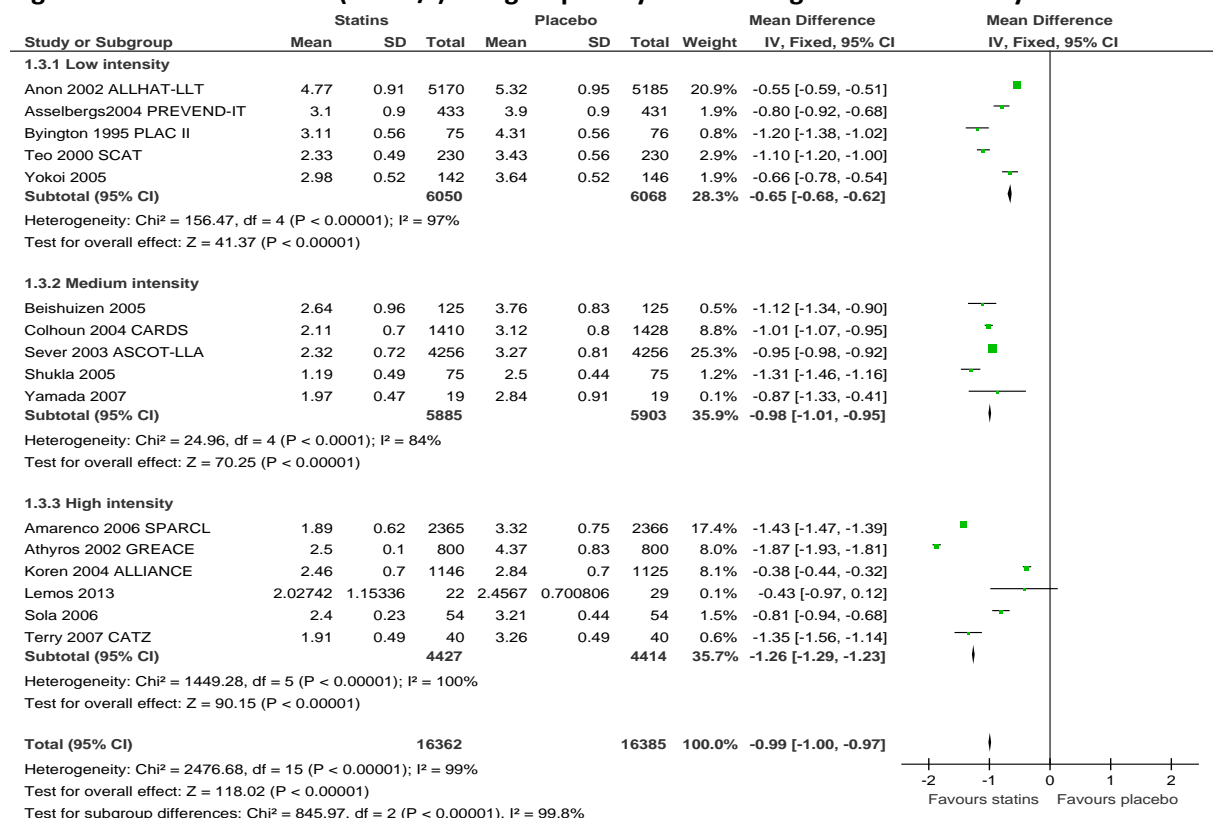 Statins Placebo Mean Difference Mean Difference
Study or Subgroup Mean SD Total Mean SD Total Weight IV, Fixed, 95% CI IV, Fixed, 95% CI
1.3.1 Low intensity
Anon 2002 ALLHAT-LLT 4.77 0.91 5170 5.32 0.95 5185 20.9% -0.55 [-0.59, -0.51]
Asselbergs2004 PREVEND-IT 3.1 0.9 433 3.9 0.9 431 1.9% -0.80 [-0.92, -0.68]
Byington 1995 PLAC II 3.11 0.56 75 4.31 0.56 76 0.8% -1.20 [-1.38, -1.02]
Teo 2000 SCAT 2.33 0.49 230 3.43 0.56 230 2.9% -1.10 [-1.20, -1.00]
Yokoi 2005 2.98 0.52 142 3.64 0.52 146 1.9% -0.66 [-0.78, -0.54]
Subtotal (95% CI) 6050 6068 28.3% -0.65 [-0.68, -0.62]
Heterogeneity: Chi² = 156.47, df = 4 (P < 0.00001); I² = 97%
Test for overall effect: Z = 41.37 (P < 0.00001)
1.3.2 Medium intensity
Beishuizen 2005 2.64 0.96 125 3.76 0.83 125 0.5% -1.12 [-1.34, -0.90]
Colhoun 2004 CARDS 2.11 0.7 1410 3.12 0.8 1428 8.8% -1.01 [-1.07, -0.95]
Sever 2003 ASCOT-LLA 2.32 0.72 4256 3.27 0.81 4256 25.3% -0.95 [-0.98, -0.92]
Shukla 2005 1.19 0.49 75 2.5 0.44 75 1.2% -1.31 [-1.46, -1.16]
Yamada 2007 1.97 0.47 19 2.84 0.91 19 0.1% -0.87 [-1.33, -0.41]
Subtotal (95% CI) 5885 5903 35.9% -0.98 [-1.01, -0.95]
Heterogeneity: Chi² = 24.96, df = 4 (P < 0.0001); I² = 84%
Test for overall effect: Z = 70.25 (P < 0.00001)
1.3.3 High intensity
Amarenco 2006 SPARCL 1.89 0.62 2365 3.32 0.75 2366 17.4% -1.43 [-1.47, -1.39]
Athyros 2002 GREACE 2.5 0.1 800 4.37 0.83 800 8.0% -1.87 [-1.93, -1.81]
Koren 2004 ALLIANCE 2.46 0.7 1146 2.84 0.7 1125 8.1% -0.38 [-0.44, -0.32]
Lemos 2013 2.02742 1.15336 22 2.4567 0.700806 29 0.1% -0.43 [-0.97, 0.12]
Sola 2006 2.4 0.23 54 3.21 0.44 54 1.5% -0.81 [-0.94, -0.68]
Terry 2007 CATZ 1.91 0.49 40 3.26 0.49 40 0.6% -1.35 [-1.56, -1.14]
Subtotal (95% CI) 4427 4414 35.7% -1.26 [-1.29, -1.23]
Heterogeneity: Chi² = 1449.28, df = 5 (P < 0.00001); I² = 100%
Test for overall effect: Z = 90.15 (P < 0.00001)
Total (95% CI) 16362 16385 100.0% -0.99 [-1.00, -0.97]
Heterogeneity: Chi² = 2476.68, df = 15 (P < 0.00001); I² = 99%
Test for overall effect: Z = 118.02 (P < 0.00001)
Test for subgroup differences: Chi² = 845.97, df = 2 (P < 0.00001), I² = 99.8%
-2 -1 0 1 2
Favours statins Favours placebo